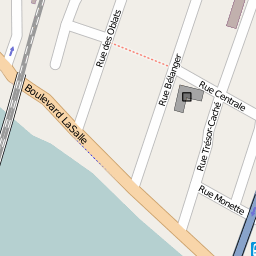 Rue des Oblats
Rue Bélanger
Rue Centrale
Boulevard LaSalle
Rue Trésor-Caché
Rue Monette